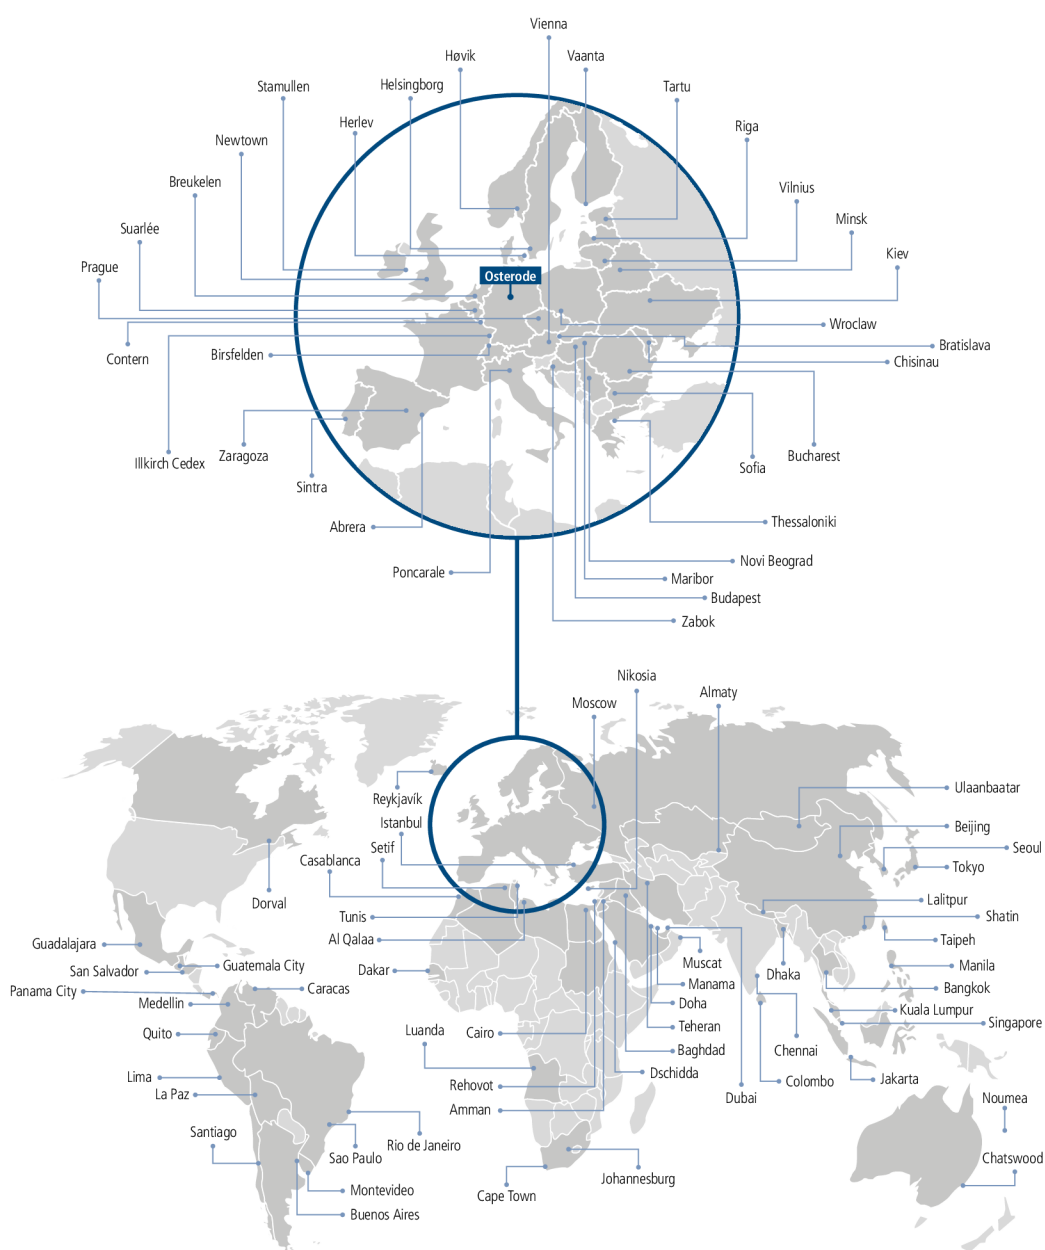 Vienna
Høvik
Vaanta
Stamullen
Helsingborg
Tartu
Herlev
Riga
Newtown
Breukelen
Vilnius
Minsk
Suarlée
Kiev
Prague
Osterode
Wroclaw
Bratislava
Contern
Birsfelden
Chisinau
Illkirch Cedex
Zaragoza
Bucharest
Sofia
Sintra
Abrera
Thessaloniki
Novi Beograd
Poncarale
Maribor
Budapest
Zabok
Nikosia
Almaty
Moscow
Reykjavík
Ulaanbaatar
Istanbul
Beijing
Setif
Seoul
Casablanca
Tokyo
Dorval
Lalitpur
Tunis
Shatin
Al Qalaa
Taipeh
Guadalajara
Guatemala City
San Salvador
Dakar
Muscat
Dhaka
Manila
Panama City
Caracas
Manama
Bangkok
Medellin
Doha
Kuala Lumpur
Quito
Luanda
Cairo
Teheran
Singapore
Baghdad
Chennai
Lima
Rehovot
Dschidda
Colombo
Jakarta
La Paz
Amman
Dubai
Noumea
Santiago
Rio de Janeiro
Sao Paulo
Chatswood
Johannesburg
Montevideo
Cape Town
Buenos Aires